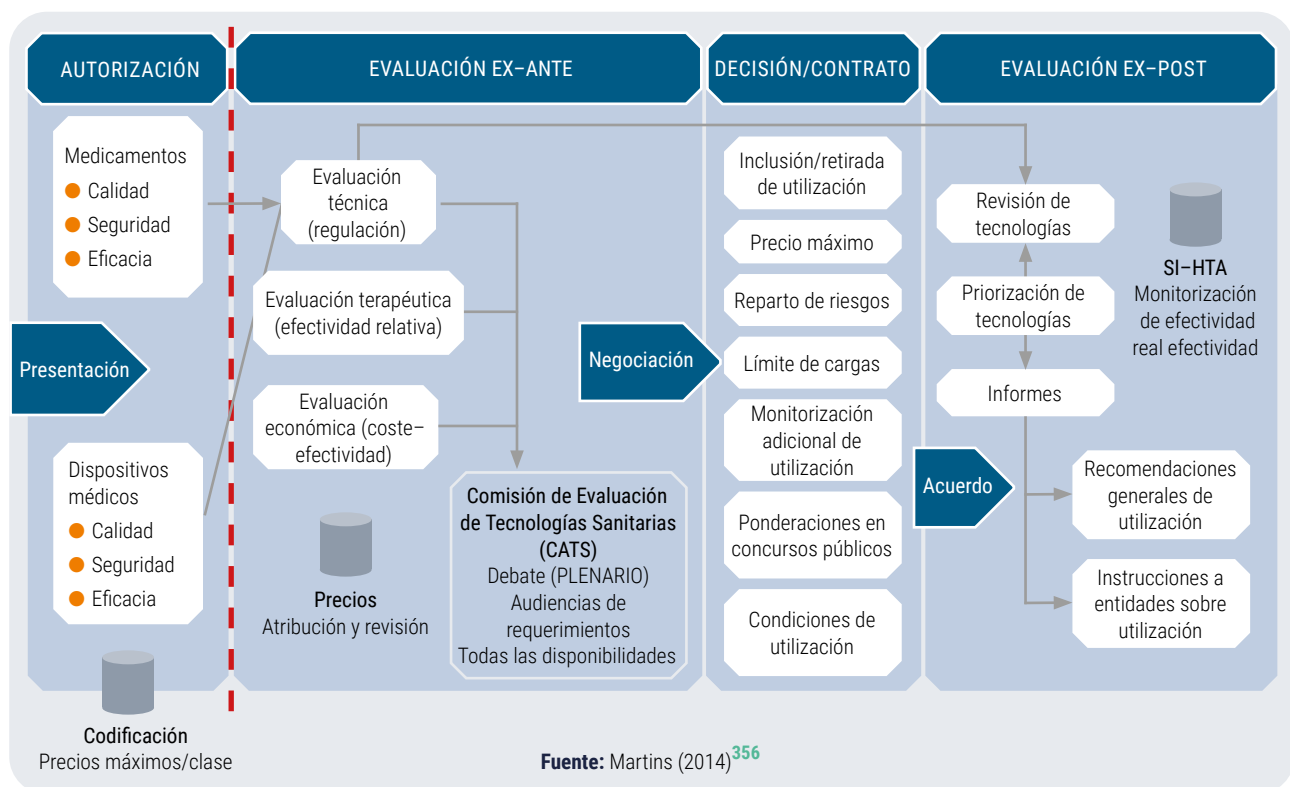 AUTORIZACIÓN
EVALUACIÓN EX–ANTE
DECISIÓN/CONTRATO
EVALUACIÓN EX–POST
Medicamentos
Calidad
Seguridad
Eficacia
Presentación
Dispositivos
médicos
Calidad
Seguridad
Eficacia
Codificación
Precios máximos/clase
Evaluación
técnica
(regulación)
Evaluación terapéutica
(efectividad relativa)
Evaluación
económica (coste–
efectividad)
Precios
Atribución y revisión
Comisión de Evaluación
de Tecnologías Sanitarias
(CATS)
Debate (PLENARIO)
Audiencias de
requerimientos
Todas las disponibilidades
Negociación
Inclusión/retirada
de utilización
Precio máximo
Reparto de riesgos
Límite de cargas
Monitorización
adicional de
utilización
Ponderaciones en
concursos públicos
Condiciones de
utilización
Acuerdo
Revisión de
tecnologías
Priorización de
tecnologías
Informes
SI–HTA
Monitorización
de efectividad
real efectividad
Recomendaciones
generales de
utilización
Instrucciones a
entidades sobre
utilización
Fuente: Martins (2014)356